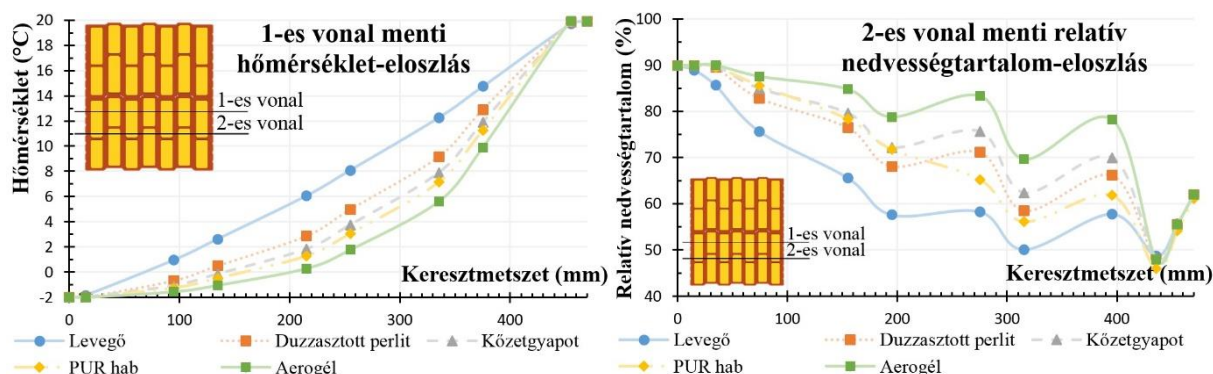 1-es vonal menti
hőmérséklet-eloszlás
Hőmérséklet (°C)
20
18
16
14
12
10
8
6
4
2
0
-2
1-es vonal
2-es vonal
Keresztmetszet (mm)
0
100
200
300
400
Levegő
Duzzasztott perlit
Kőzetgyapot
PUR hab
Aerogél
2-es vonal menti relatív
nedvességtartalom-eloszlás
Relatív nedvességtartalom (%)
100
90
80
70
60
50
40
1-es vonal
2-es vonal
Keresztmetszet (mm)
0
100
200
300
400
Levegő
Duzzasztott perlit
Kőzetgyapot
PUR hab
Aerogél